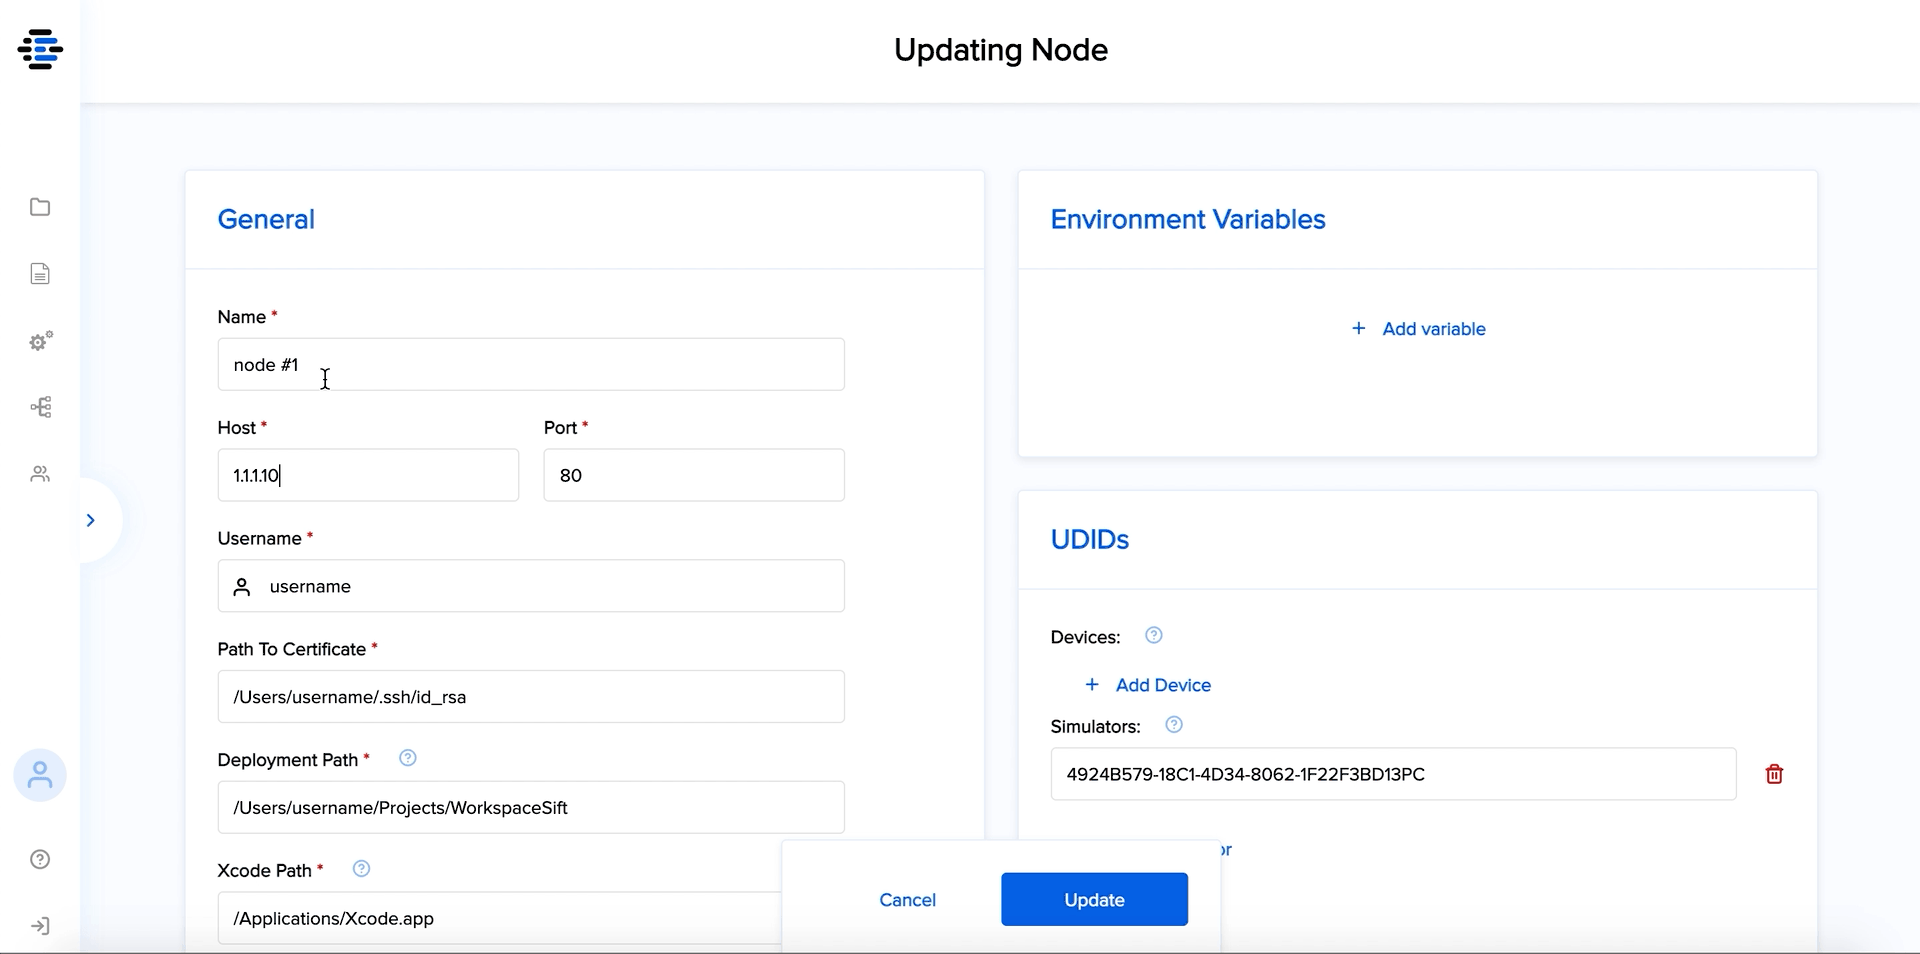 Updating Node
General
Name *
node #1
Host *
Port *
1.1.1.10
80
Username *
username
Path To Certificate *
/Users/username/.ssh/id_rsa
Deployment Path *
/Users/username/Projects/WorkspaceSift
Xcode Path *
/Applications/Xcode.app
Environment Variables
+ Add variable
UDIDs
Devices:
+ Add Device
Simulators:
4924B579-18C1-4D34-8062-1F22F3BD13PC
or
Cancel
Update